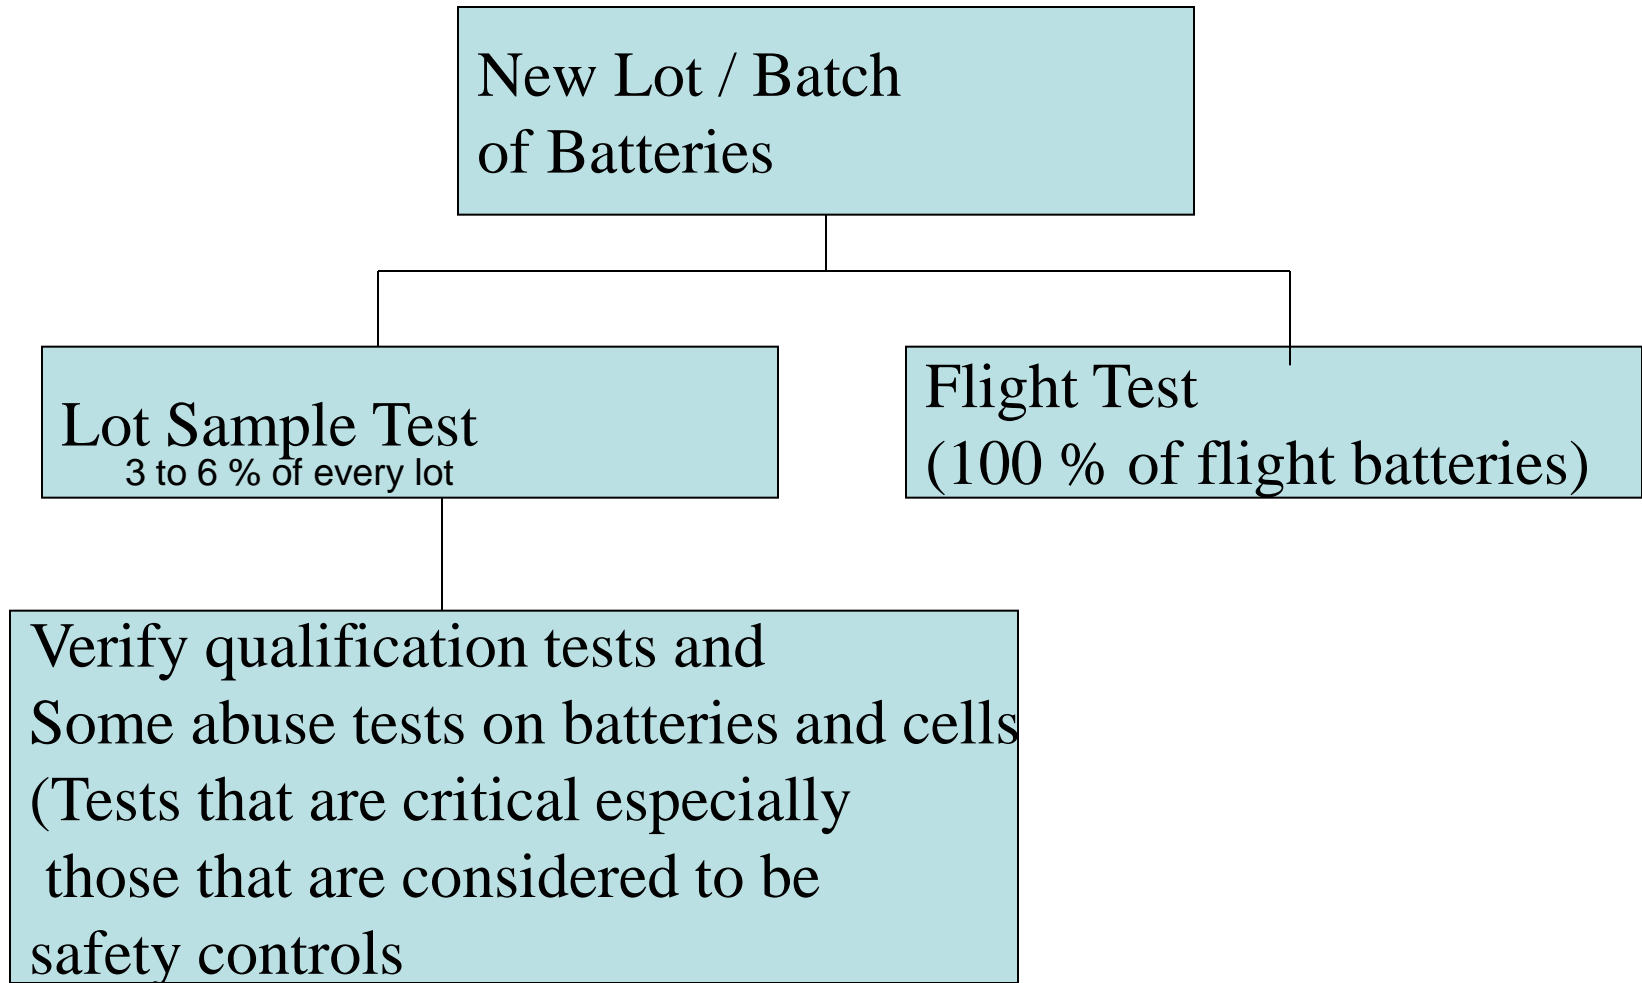 New Lot / Batch
of Batteries
Lot Sample Test
3 to 6 % of every lot
Flight Test
(100 % of flight batteries)
Verify qualification tests and
Some abuse tests on batteries and cells
(Tests that are critical especially
those that are considered to be
safety controls